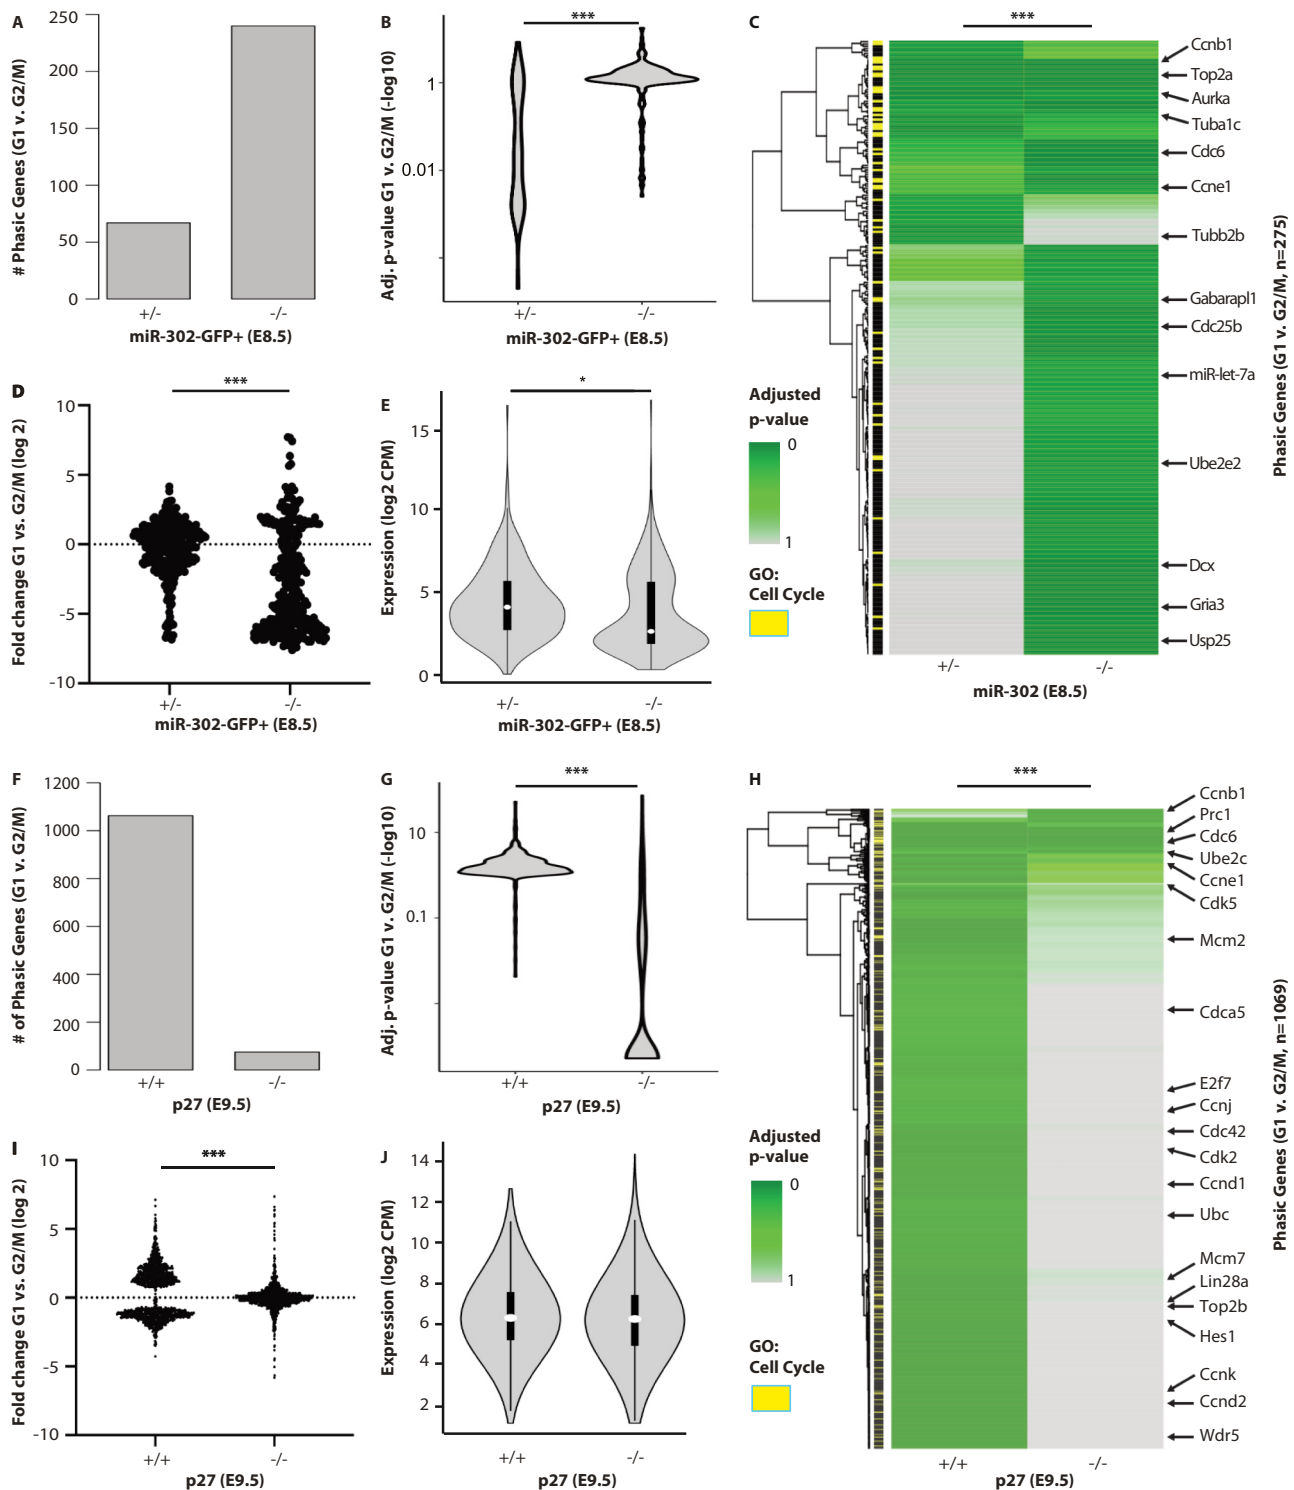 A
# Phasic Genes (G1 v. G2/M)
250
200
150
100
50
0
+/-
-/-
miR-302-GFP+ (E8.5)
B
***
Adj. p-value G1 v. G2/M (-log10)
1
0.01
+/-
-/-
miR-302-GFP+ (E8.5)
C
***
Ccnb1
Top2a
Aurka
Tuba1c
Cdc6
Ccne1
Tubb2b
Gabarapl1
Cdc25b
miR-let-7a
Ube2e2
Dcx
Gria3
Usp25
Phasic Genes (G1 v. G2/M, n=275)
Adjusted
p-value
0
1
GO:
Cell Cycle
+/-
-/-
miR-302 (E8.5)
D
***
Fold change G1 vs. G2/M (log 2)
10
5
0
-5
-10
+/-
-/-
miR-302-GFP+ (E8.5)
E
*
Expression (log2 CPM)
15
10
5
0
+/-
-/-
miR-302-GFP+ (E8.5)
F
# of Phasic Genes (G1 v. G2/M)
1200
1000
800
600
400
200
0
+/+
-/-
p27 (E9.5)
G
***
Adj. p-value G1 v. G2/M (-log10)
10
0.1
+/+
-/-
p27 (E9.5)
H
***
Ccnb1
Prc1
Cdc6
Ube2c
Ccne1
Cdk5
Mcm2
Cdca5
E2f7
Ccnj
Cdc42
Cdk2
Ccnd1
Ubc
Mcm7
Lin28a
Top2b
Hes1
Ccnk
Ccnd2
Wdr5
Phasic Genes (G1 v. G2/M, n=1069)
Adjusted
p-value
0
1
GO:
Cell Cycle
+/+
-/-
p27 (E9.5)
I
***
Fold change G1 vs. G2/M (log 2)
10
5
0
-5
-10
+/+
-/-
p27 (E9.5)
J
Expression (log2 CPM)
14
12
10
8
6
4
2
+/+
-/-
p27 (E9.5)